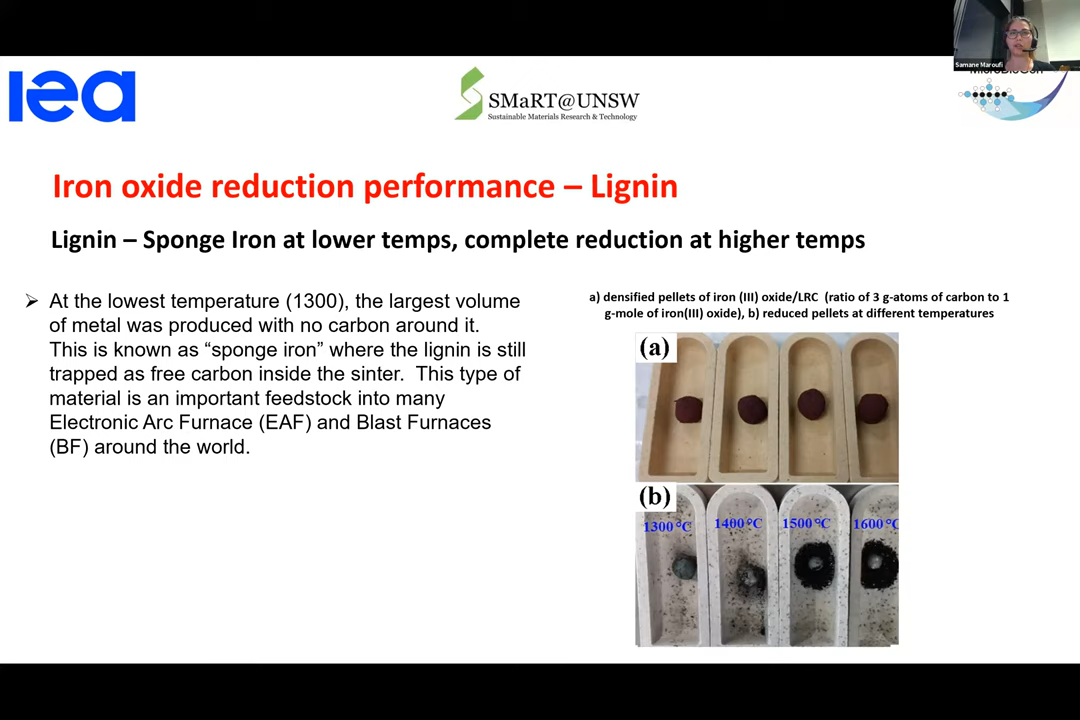 iea
SMaRT@UNSW
Sustainable Materials Research & Technology
Samane Maroufi
Iron oxide reduction performance – Lignin
Lignin – Sponge Iron at lower temps, complete reduction at higher temps
➢ At the lowest temperature (1300), the largest volume
of metal was produced with no carbon around it.
This is known as “sponge iron” where the lignin is still
trapped as free carbon inside the sinter. This type of
material is an important feedstock into many
Electronic Arc Furnace (EAF) and Blast Furnaces
(BF) around the world.
a) densified pellets of iron (III) oxide/LRC (ratio of 3 g-atoms of carbon to 1
g-mole of iron(III) oxide), b) reduced pellets at different temperatures
(a)
(b)
1300°C 1400°C 1500°C 1600°C